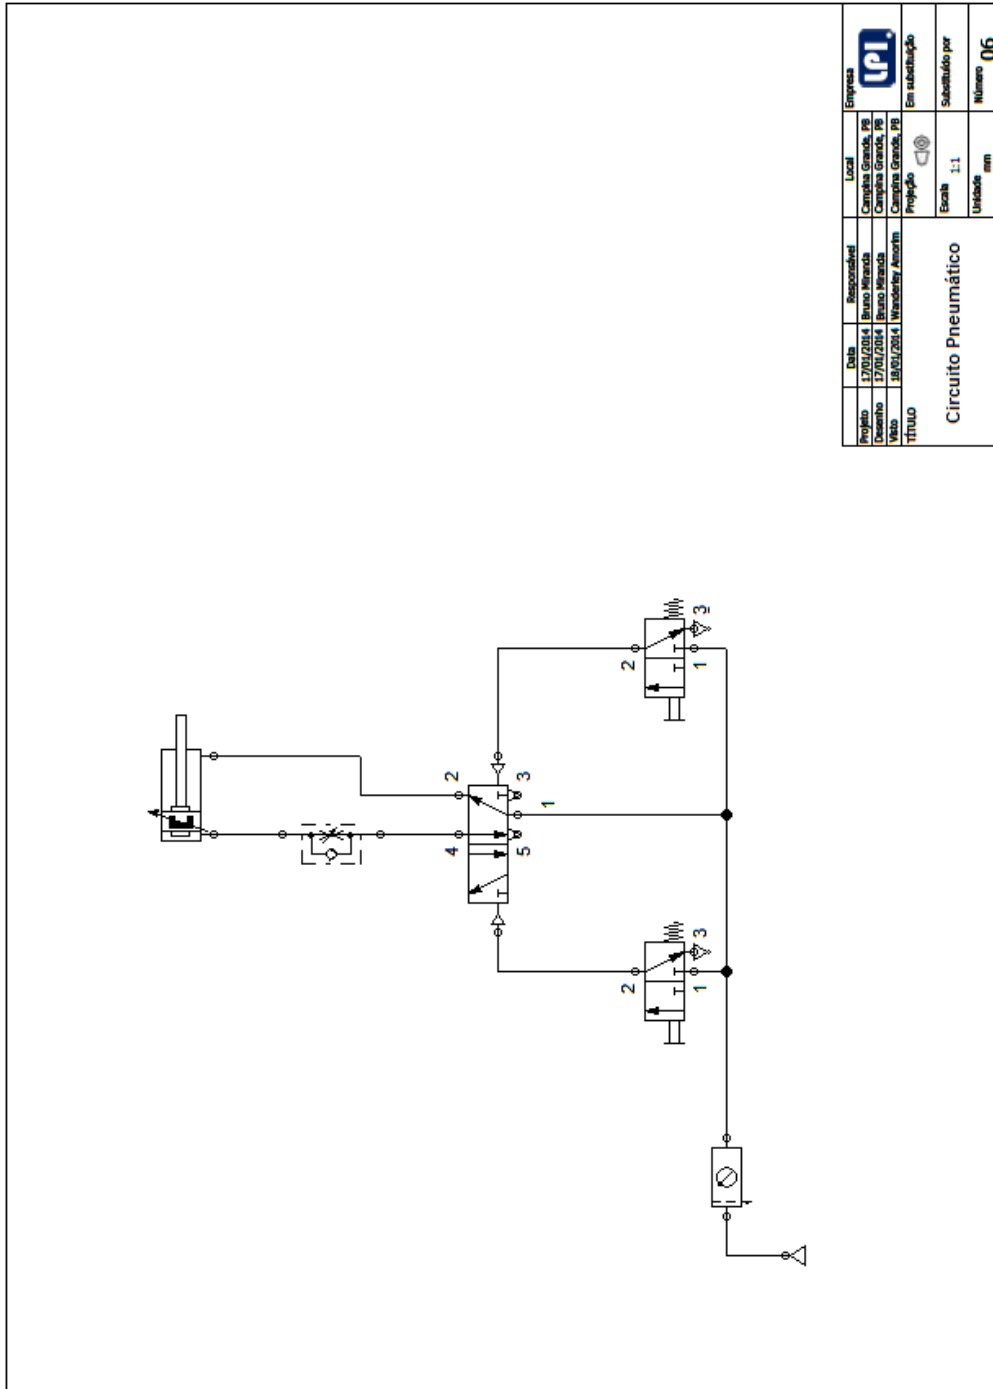 2
4
2
3
1
5
2
3
1
2
3
1
Data
Responsável
Local
Empresa
Projeto
17/01/2014
Bruno Miranda
Campina Grande, PB
LPI
Desenho
17/01/2014
Bruno Miranda
Campina Grande, PB
Visto
18/01/2014
Wanderley Amorim
Campina Grande, PB
TÍTULO
Circuito Pneumático
Projeção
Em substituição
Escala 1:1
Substituído por
Unidade mm
Número 06